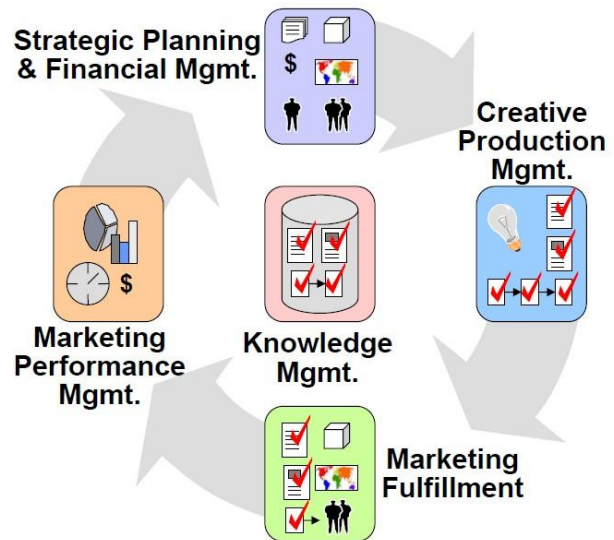 Strategic Planning
& Financial Mgmt.
$
Creative
Production
Mgmt.
$
Marketing
Performance
Mgmt.
Knowledge
Mgmt.
Marketing
Fulfillment